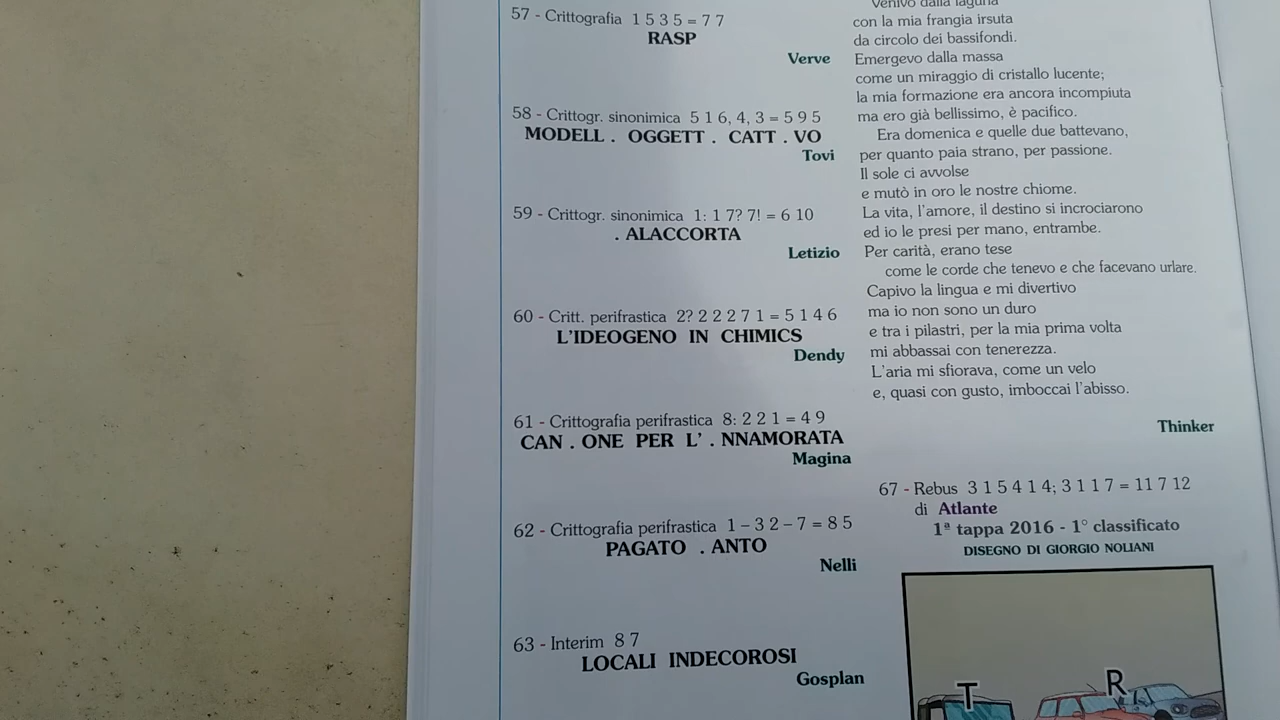 57 - Crittografia 1 5 3 5 = 7 7
RASP
Verve
58 - Crittogr. sinonimica 5 1 6, 4, 3 = 5 9 5
MODELL . OGGETT . CATT . VO
Tovi
59 - Crittogr. sinonimica 1: 1 7? 7! = 6 10
. ALACCORTA
Letizio
60 - Critt. perifrastica 2? 2 2 2 7 1 = 5 1 4 6
L'IDEOGENO IN CHIMICS
Dendy
61 - Crittografia perifrastica 8: 2 2 1 = 4 9
CAN . ONE PER L' . NNAMORATA
Magina
62 - Crittografia perifrastica 1 – 3 2 – 7 = 8 5
PAGATO . ANTO
Nelli
63 - Interim 8 7
LOCALI INDECOROSI
Gosplan
Venivo dalla laguna
con la mia frangia irsuta
da circolo dei bassifondi.
Emergevo dalla massa
come un miraggio di cristallo lucente;
la mia formazione era ancora incompiuta
ma ero già bellissimo, è pacifico.
Era domenica e quelle due battevano,
per quanto paia strano, per passione.
Il sole ci avvolse
e mutò in oro le nostre chiome.
La vita, l'amore, il destino si incrociarono
ed io le presi per mano, entrambe.
Per carità, erano tese
come le corde che tenevo e che facevano urlare.
Capivo la lingua e mi divertivo
ma io non sono un duro
e tra i pilastri, per la mia prima volta
mi abbassai con tenerezza.
L'aria mi sfiorava, come un velo
e, quasi con gusto, imboccai l'abisso.
Thinker
67 - Rebus 3 1 5 4 1 4; 3 1 1 7 = 11 7 12
di Atlante
1ª tappa 2016 - 1° classificato
DISEGNO DI GIORGIO NOLIANI
T R